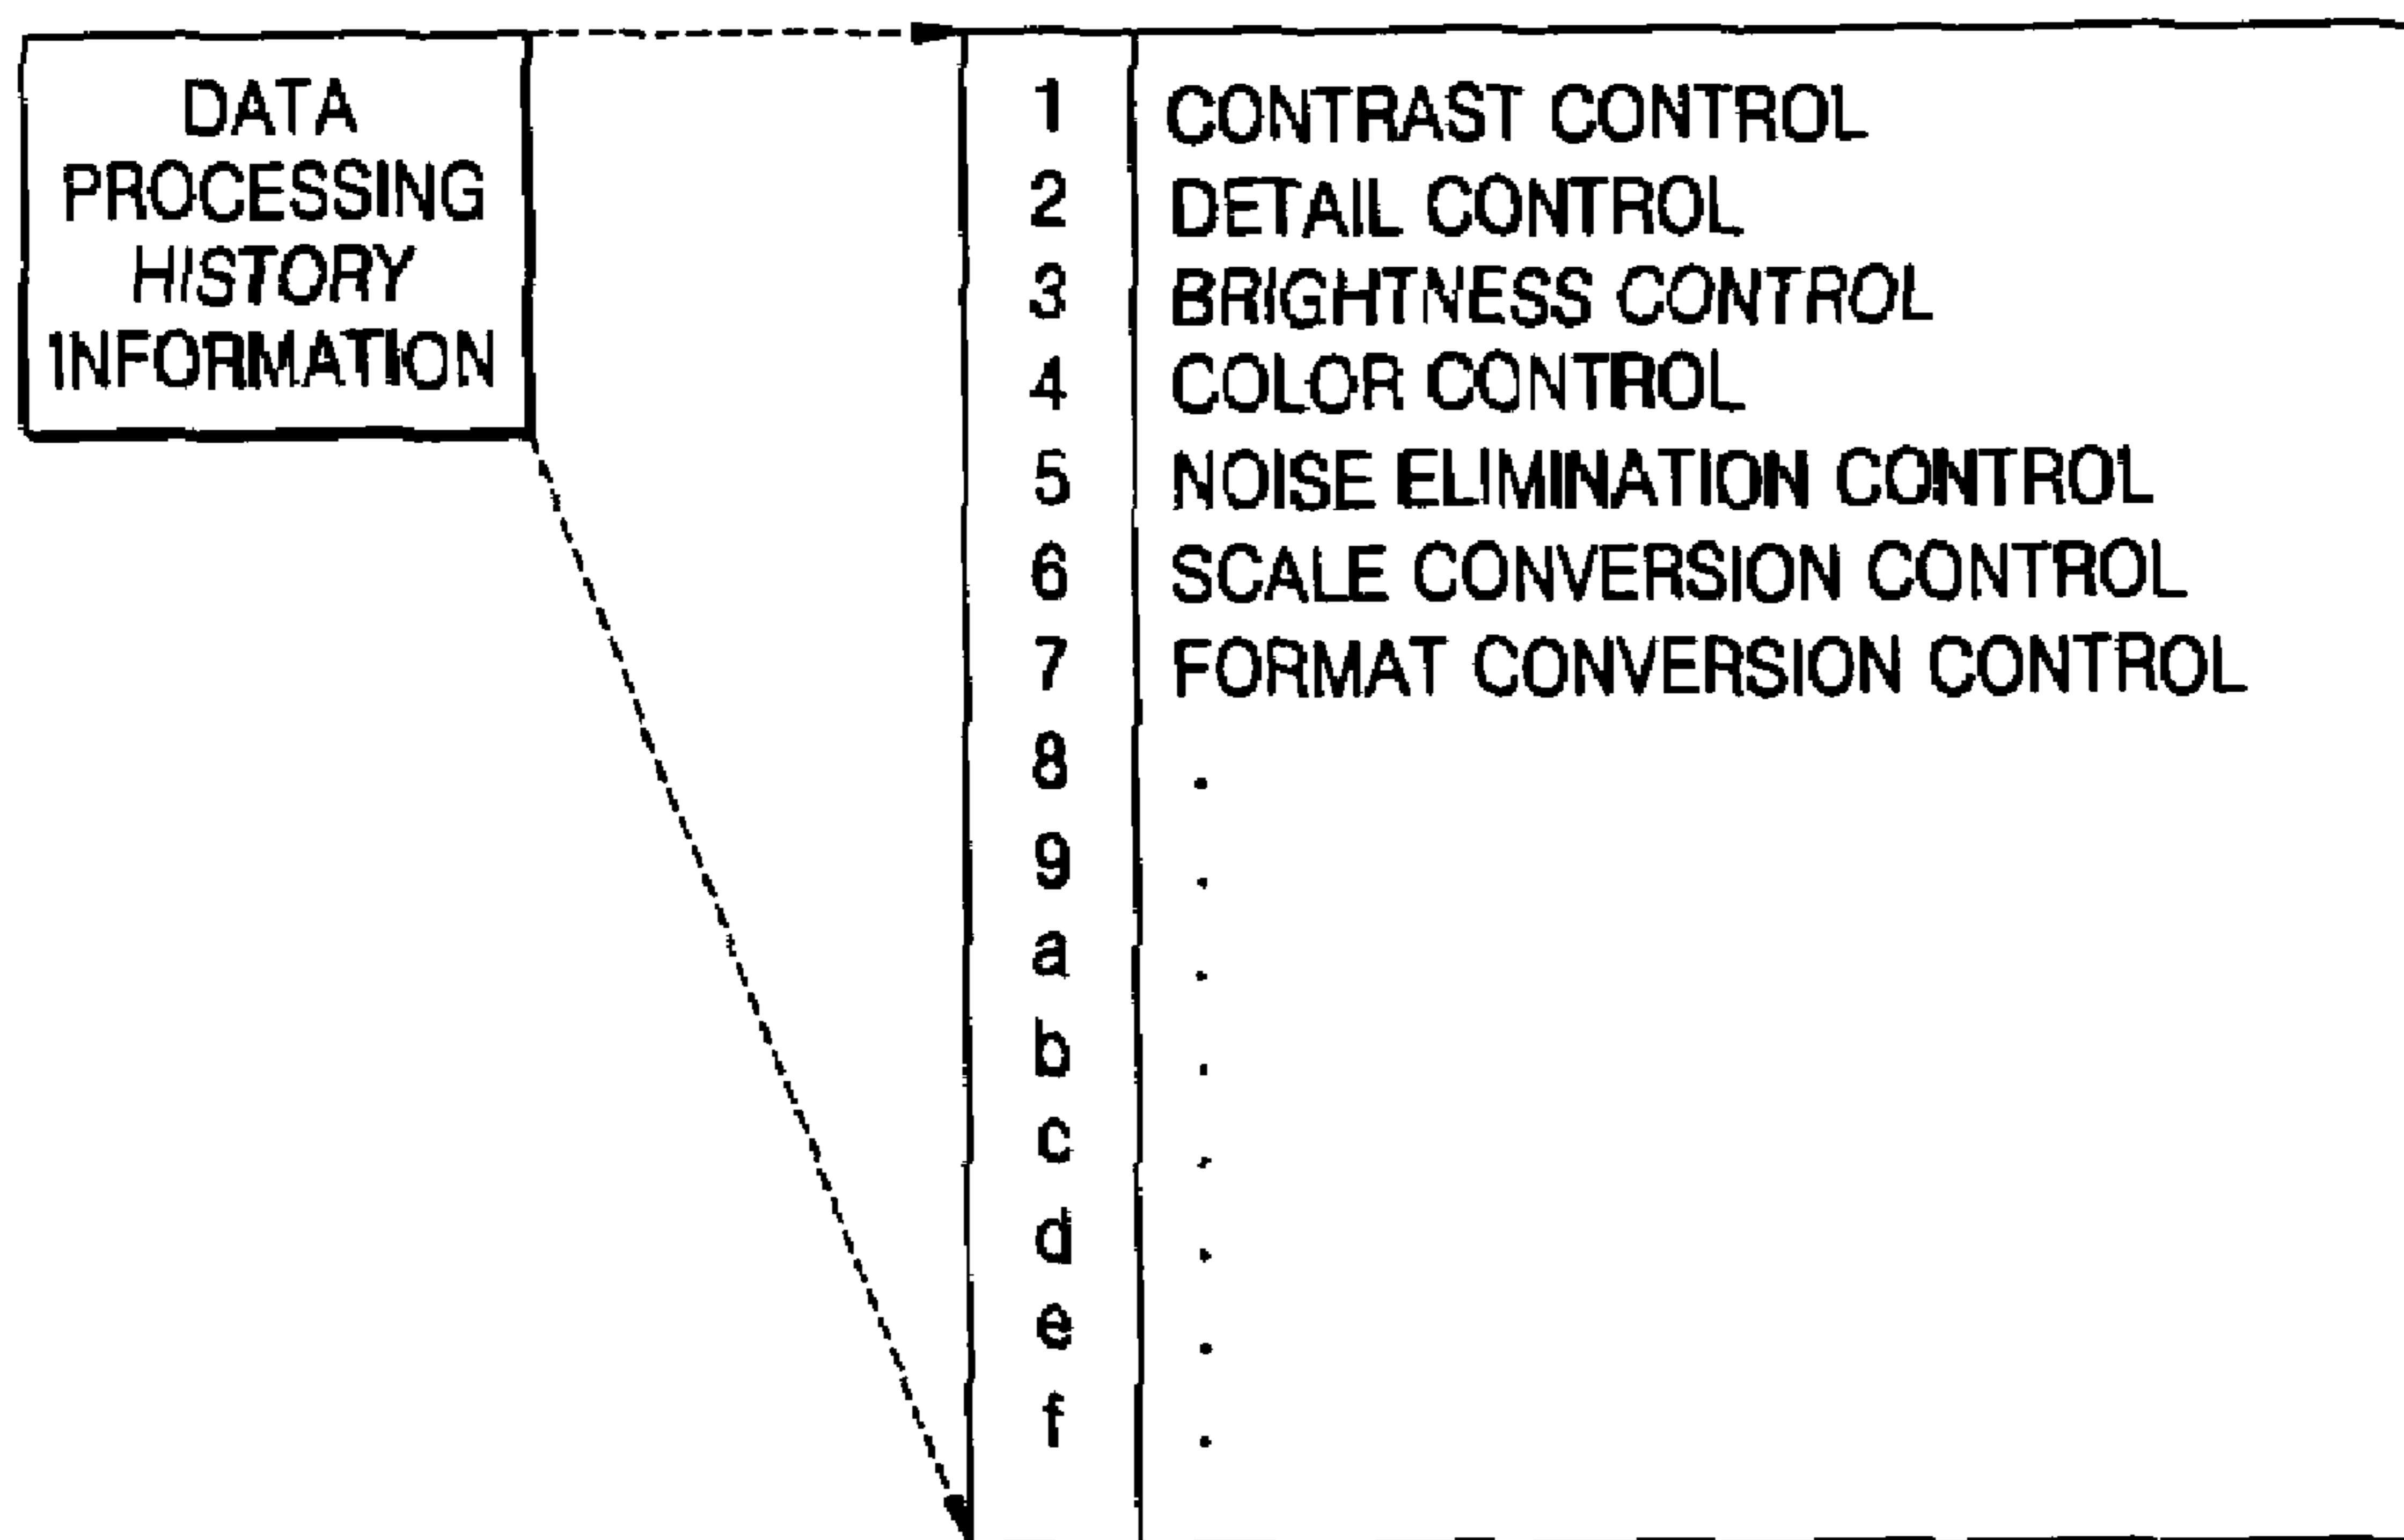 DATA
PROCESSING
HISTORY
INFORMATION
1 CONTRAST CONTROL
2 DETAIL CONTROL
3 BRIGHTNESS CONTROL
4 COLOR CONTROL
5 NOISE ELIMINATION CONTROL
6 SCALE CONVERSION CONTROL
7 FORMAT CONVERSION CONTROL
8 .
9 .
a .
b .
c .
d .
e .
f .